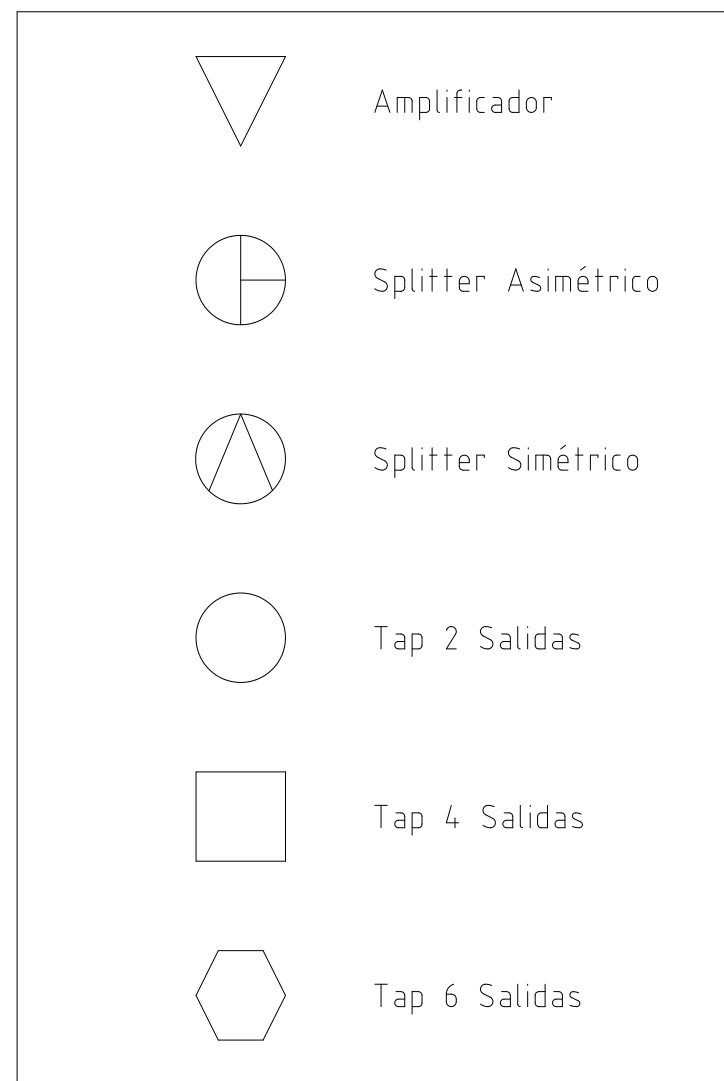 Amplificador
Splitter Asimétrico
Splitter Simétrico
Tap 2 Salidas
Tap 4 Salidas
Tap 6 Salidas